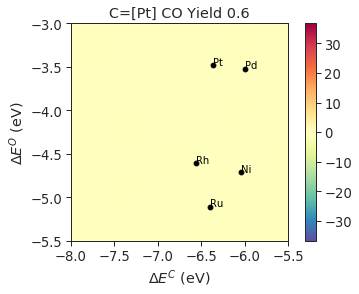 C=[Pt] CO Yield 0.6
−3.0
−3.5
−4.0
−4.5
−5.0
−5.5
ΔE^O (eV)
Pt
Pd
Rh
Ni
Ru
−8.0 −7.5 −7.0 −6.5 −6.0 −5.5
ΔE^C (eV)
30
20
10
0
−10
−20
−30